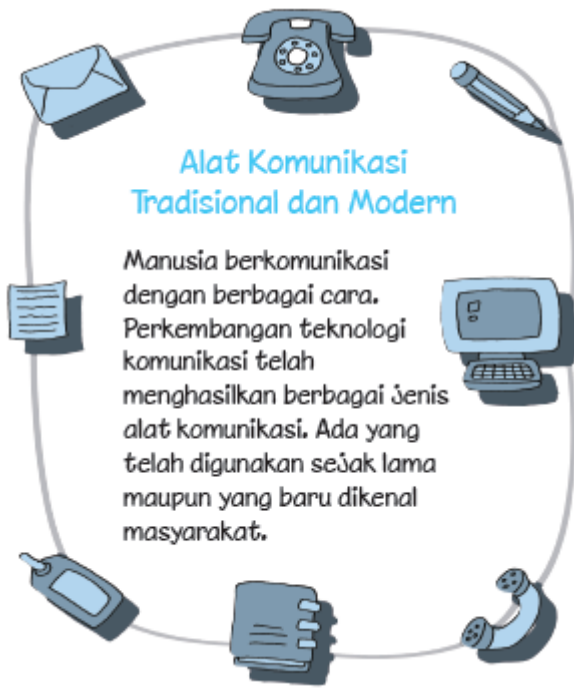 Alat Komunikasi
Tradisional dan Modern
Manusia berkomunikasi
dengan berbagai cara.
Perkembangan teknologi
komunikasi telah
menghasilkan berbagai jenis
alat komunikasi. Ada yang
telah digunakan sejak lama
maupun yang baru dikenal
masyarakat.